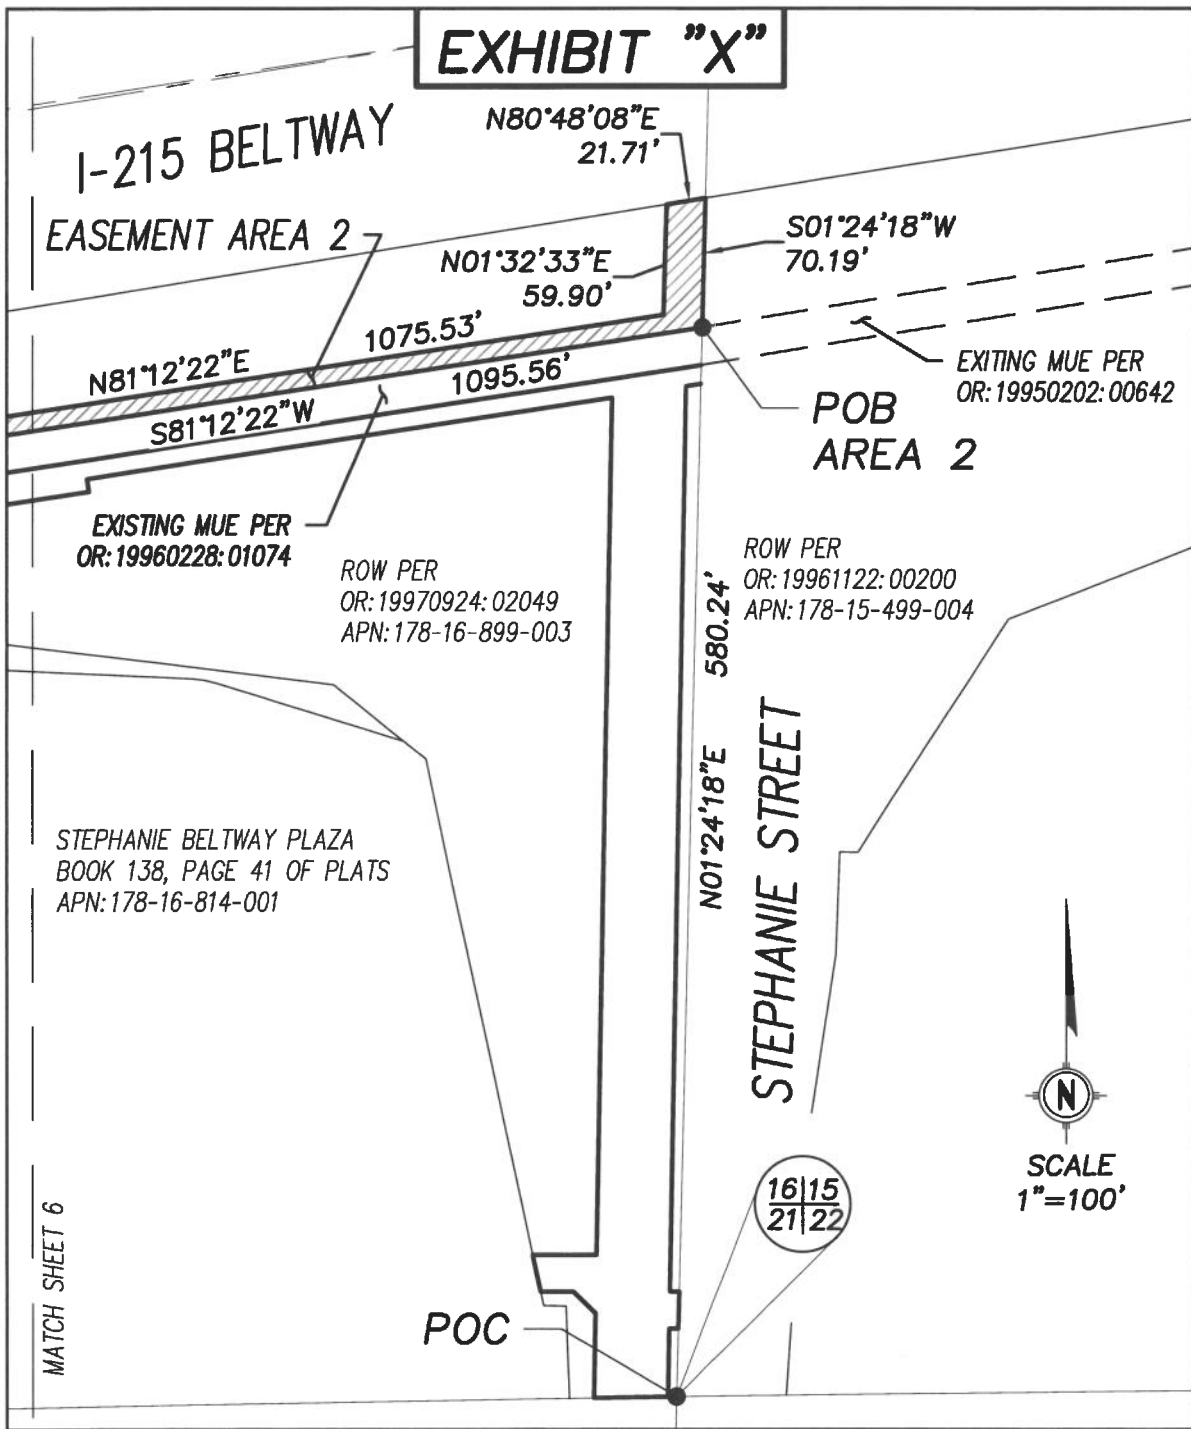 EXHIBIT "X"
I-215 BELTWAY
N80°48'08"E
21.71'
EASEMENT AREA 2
N01°32'33"E
59.90'
S01°24'18"W
70.19'
N81°12'22"E
1075.53'
S81°12'22"W
1095.56'
EXITING MUE PER
OR:19950202:00642
POB
AREA 2
EXISTING MUE PER
OR:19960228:01074
ROW PER
OR:19970924:02049
APN:178-16-899-003
ROW PER
OR:19961122:00200
APN:178-15-499-004
N01°24'18"E 580.24'
STEPHANIE STREET
STEPHANIE BELTWAY PLAZA
BOOK 138, PAGE 41 OF PLATS
APN:178-16-814-001
N
SCALE
1"=100'
16|15
21|22
MATCH SHEET 6
POC